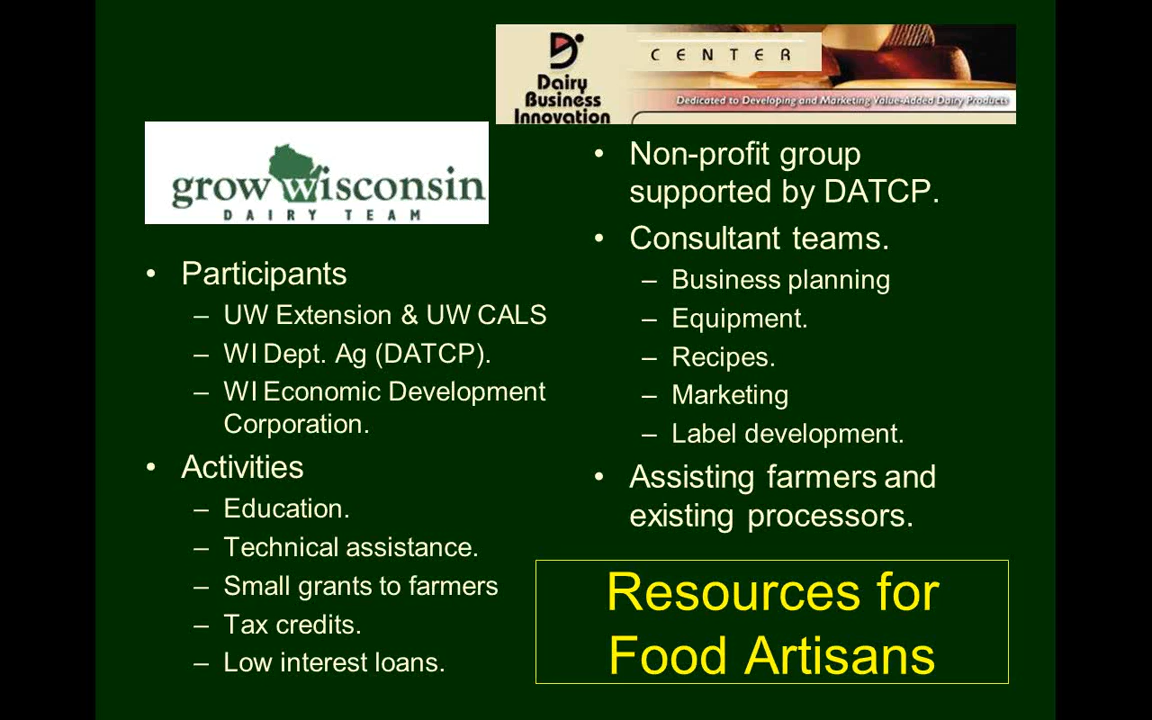 grow wisconsin
DAIRY TEAM
• Participants
– UW Extension & UW CALS
– WI Dept. Ag (DATCP).
– WI Economic Development
Corporation.
• Activities
– Education.
– Technical assistance.
– Small grants to farmers
– Tax credits.
– Low interest loans.
CENTER
Dairy
Business
Innovation
Dedicated to Developing and Marketing Value-Added Dairy Products
• Non-profit group
supported by DATCP.
• Consultant teams.
– Business planning
– Equipment.
– Recipes.
– Marketing
– Label development.
• Assisting farmers and
existing processors.
Resources for
Food Artisans